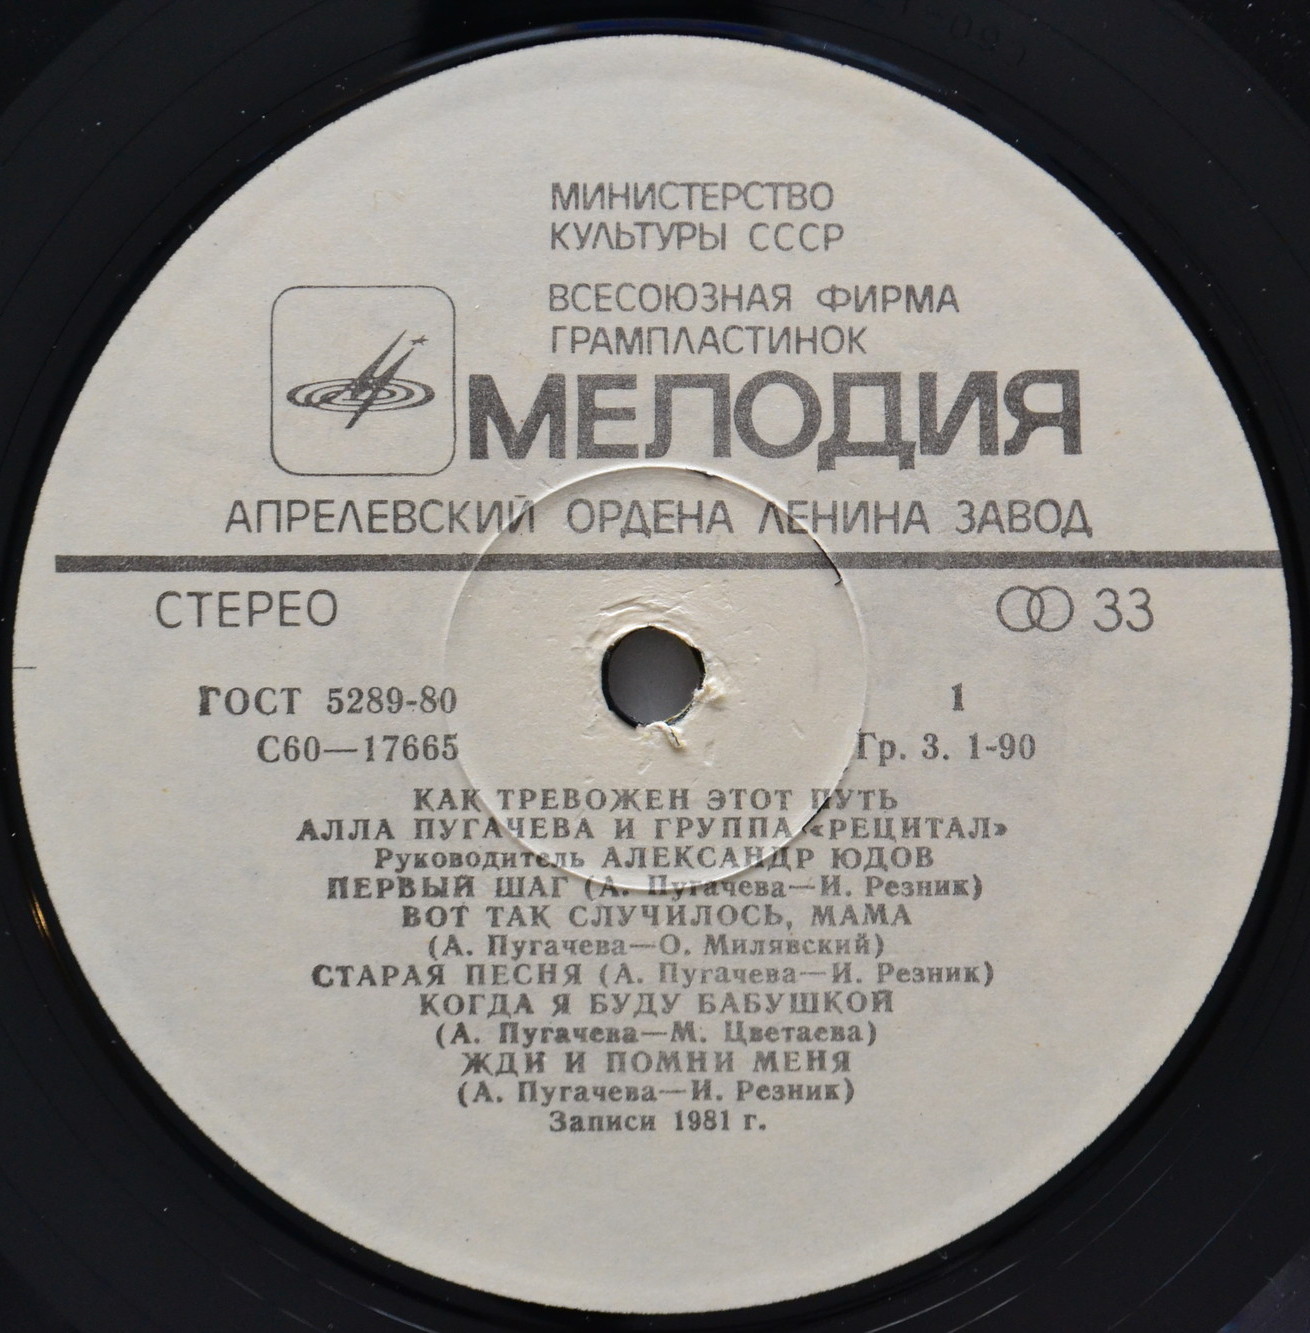 МИНИСТЕРСТВО
КУЛЬТУРЫ СССР
ВСЕСОЮЗНАЯ ФИРМА
ГРАМПЛАСТИНОК
МЕЛОДИЯ
АПРЕЛЕВСКИЙ ОРДЕНА ЛЕНИНА ЗАВОД
СТЕРЕО 33
ГОСТ 5289-80 1
С60—17665 Гр. 3. 1-90
КАК ТРЕВОЖЕН ЭТОТ ПУТЬ
АЛЛА ПУГАЧЕВА И ГРУППА «РЕЦИТАЛ»
Руководитель АЛЕКСАНДР ЮДОВ
ПЕРВЫЙ ШАГ (А. Пугачева—И. Резник)
ВОТ ТАК СЛУЧИЛОСЬ, МАМА
(А. Пугачева—О. Милявский)
СТАРАЯ ПЕСНЯ (А. Пугачева—И. Резник)
КОГДА Я БУДУ БАБУШКОЙ
(А. Пугачева—М. Цветаева)
ЖДИ И ПОМНИ МЕНЯ
(А. Пугачева—И. Резник)
Записи 1981 г.